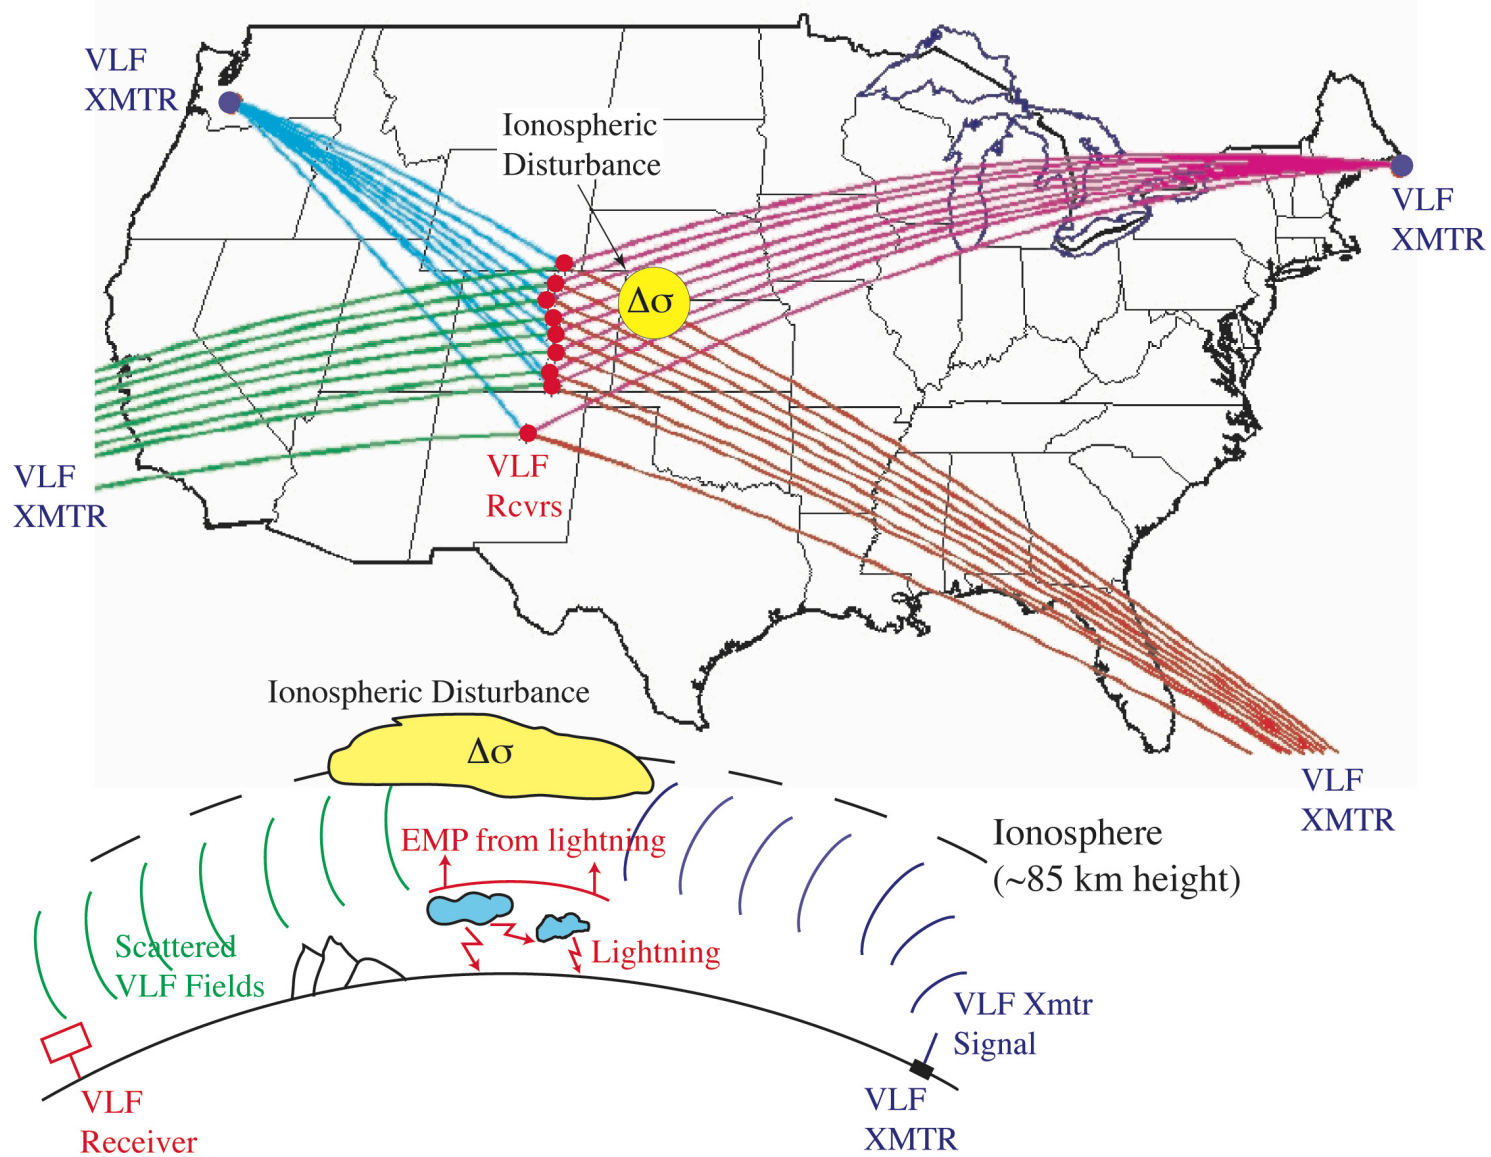 VLF
XMTR
Ionospheric
Disturbance
VLF
XMTR
Δσ
VLF
XMTR
VLF
Rcvrs
Ionospheric Disturbance
Δσ
VLF
XMTR
EMP from lightning
Ionosphere
(~85 km height)
Scattered
VLF Fields
Lightning
VLF Xmtr
Signal
VLF
Receiver
VLF
XMTR